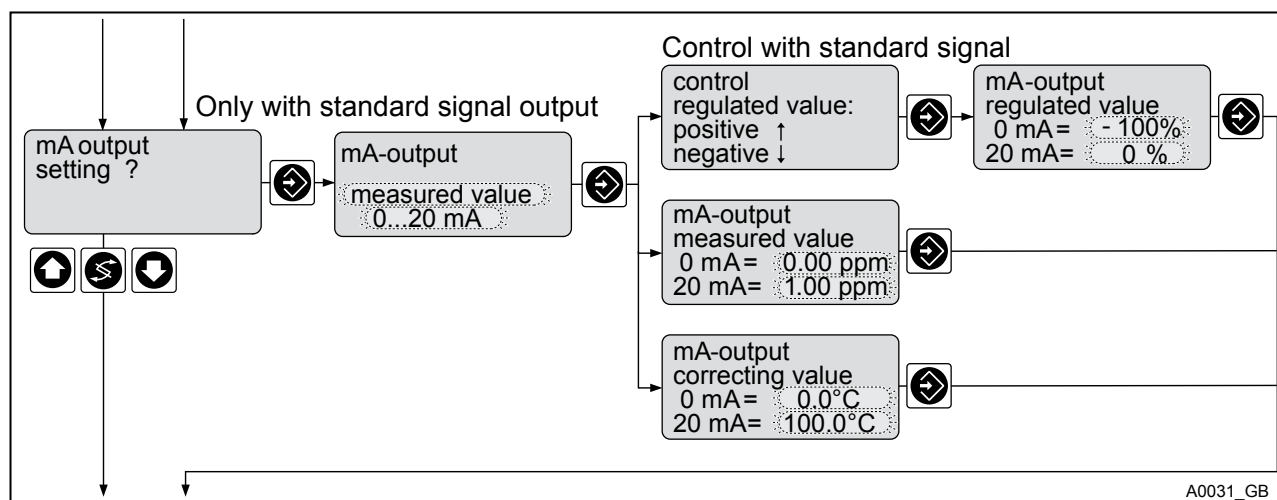 Control with standard signal
Only with standard signal output
mA output
setting ?
mA-output
measured value
0...20 mA
control
regulated value:
positive ↑
negative ↓
mA-output
regulated value
0 mA= - 100%
20 mA= 0 %
mA-output
measured value
0 mA= 0.00 ppm
20 mA= 1.00 ppm
mA-output
correcting value
0 mA= 0.0°C
20 mA= 100.0°C
A0031_GB